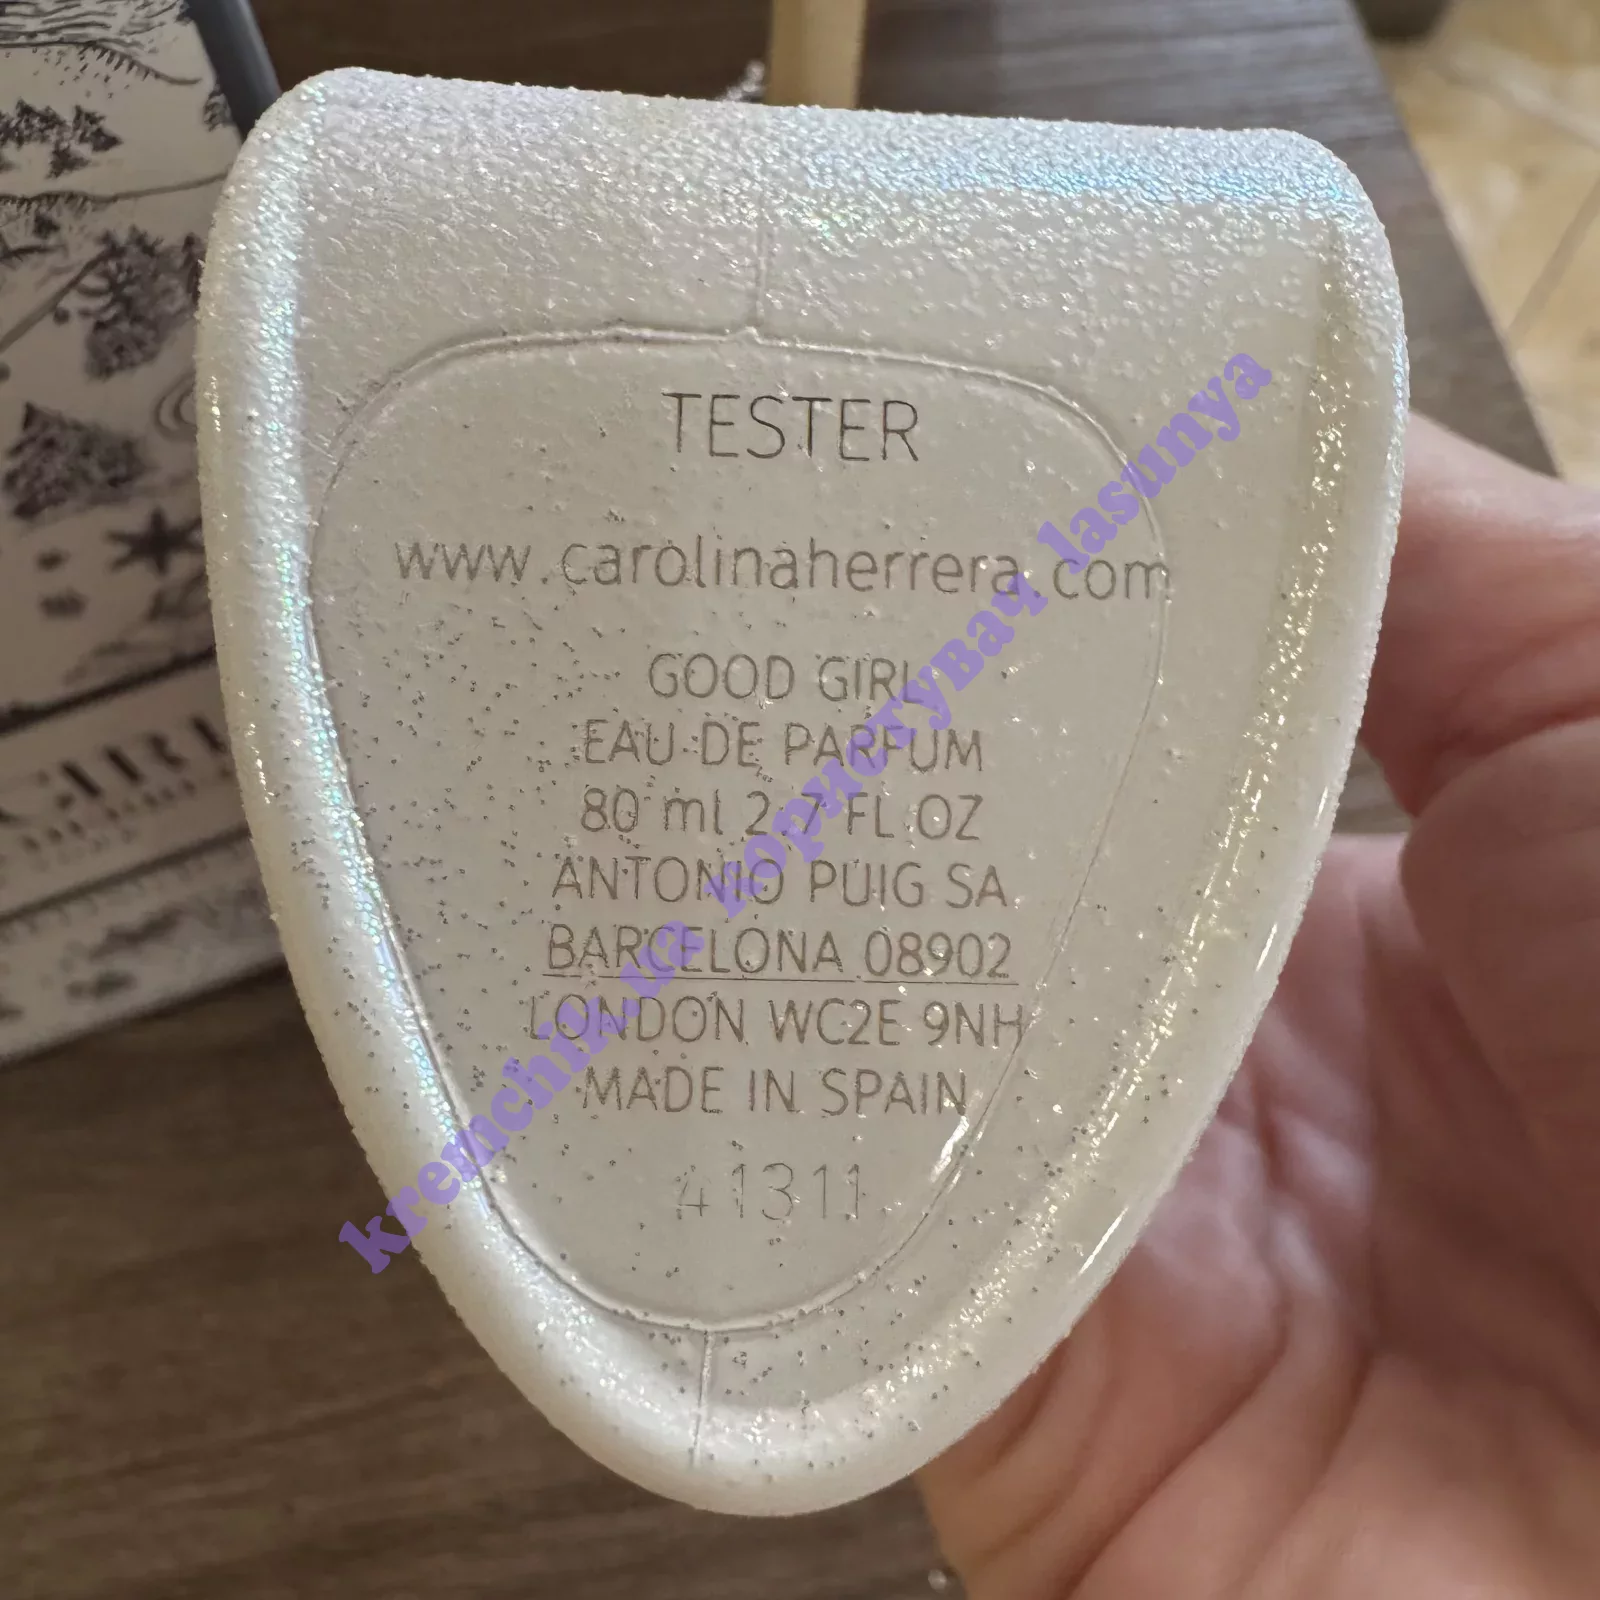 TESTER
www.carolinaherrera.com
GOOD GIRL
EAU DE PARFUM
80 ml 2.7 FL.OZ
ANTONIO PUIG SA
BARCELONA 08902
LONDON WC2E 9NH
MADE IN SPAIN
41311
kremchik.ua користувач lasunya